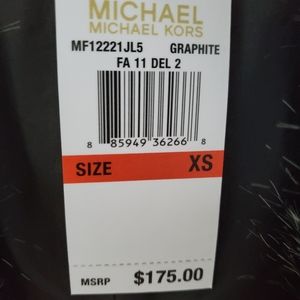 MICHAEL
MICHAEL KORS
MF12221JL5 GRAPHITE
FA 11 DEL 2
8 85949 36266 8
SIZE XS
MSRP $175.00